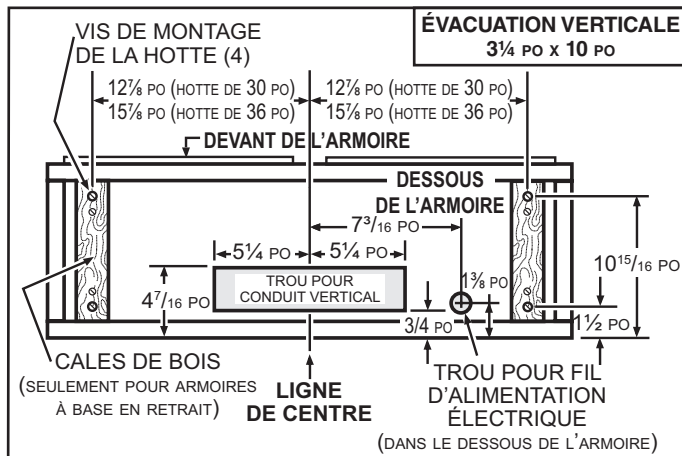 VIS DE MONTAGE
DE LA HOTTE (4)
ÉVACUATION VERTICALE
3¼ PO X 10 PO
12⅞ PO (HOTTE DE 30 PO)
15⅞ PO (HOTTE DE 36 PO)
12⅞ PO (HOTTE DE 30 PO)
15⅞ PO (HOTTE DE 36 PO)
DEVANT DE L’ARMOIRE
DESSOUS
DE L’ARMOIRE
7³/16 PO
5¼ PO
5¼ PO
TROU POUR
CONDUIT VERTICAL
4⁷/16 PO
1⅜ PO
3/4 PO
10¹⁵/16 PO
1½ PO
CALES DE BOIS
(SEULEMENT POUR ARMOIRES
À BASE EN RETRAIT)
LIGNE
DE CENTRE
TROU POUR FIL
D’ALIMENTATION
ÉLECTRIQUE
(DANS LE DESSOUS DE L’ARMOIRE)